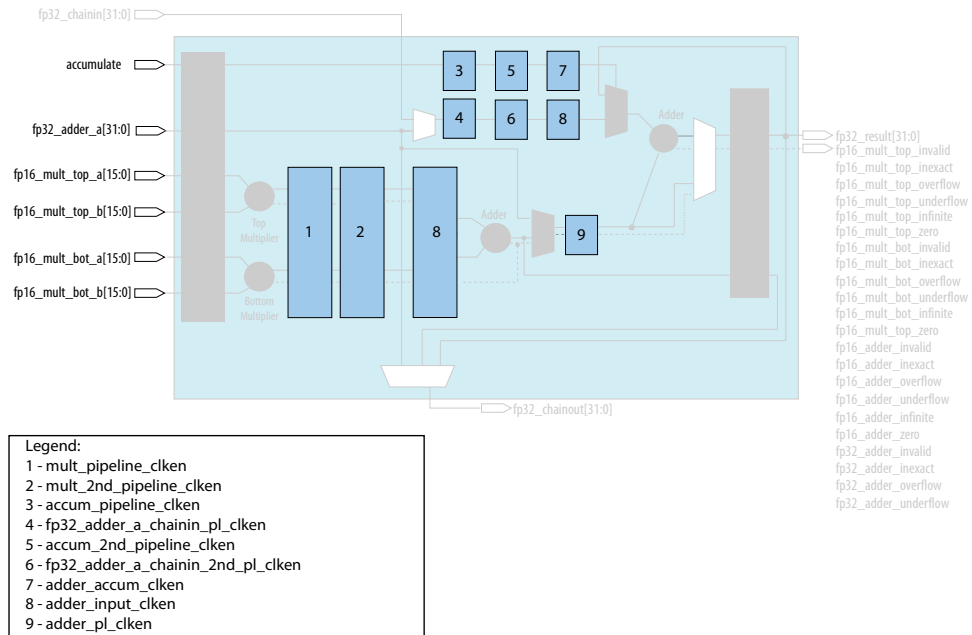 fp32_chainin[31:0]
accumulate
3 5 7
4 6 8
fp32_adder_a[31:0]
Adder
fp32_result[31:0]
fp16_mult_top_invalid
fp16_mult_top_inexact
fp16_mult_top_overflow
fp16_mult_top_underflow
fp16_mult_top_infinite
fp16_mult_top_zero
fp16_mult_bot_invalid
fp16_mult_bot_inexact
fp16_mult_bot_overflow
fp16_mult_bot_underflow
fp16_mult_bot_infinite
fp16_mult_top_zero
fp16_adder_invalid
fp16_adder_inexact
fp16_adder_overflow
fp16_adder_underflow
fp16_adder_infinite
fp16_adder_zero
fp32_adder_invalid
fp32_adder_inexact
fp32_adder_overflow
fp32_adder_underflow
fp16_mult_top_a[15:0]
fp16_mult_top_b[15:0]
Top
Multiplier
fp16_mult_bot_a[15:0]
fp16_mult_bot_b[15:0]
Bottom
Multiplier
1 2 8
Adder
9
fp32_chainout[31:0]
Legend:
1 - mult_pipeline_clken
2 - mult_2nd_pipeline_clken
3 - accum_pipeline_clken
4 - fp32_adder_a_chainin_pl_clken
5 - accum_2nd_pipeline_clken
6 - fp32_adder_a_chainin_2nd_pl_clken
7 - adder_accum_clken
8 - adder_input_clken
9 - adder_pl_clken